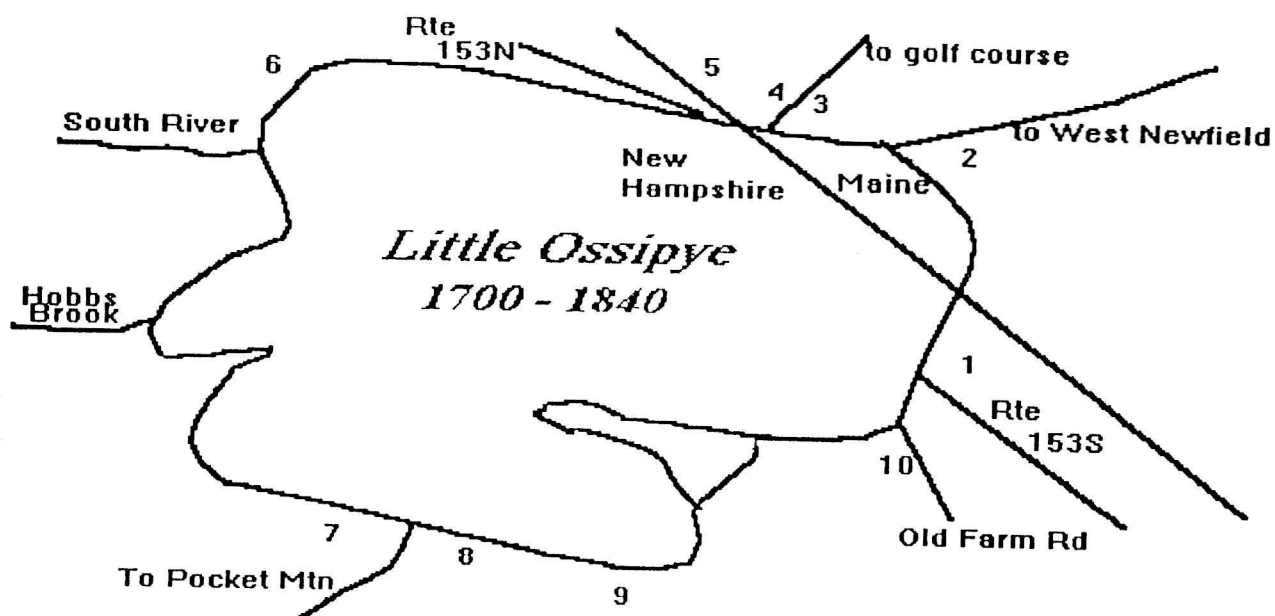 Rte
153N
5
to golf course
6
4
3
South River
to West Newfield
2
New
Hampshire
Maine
Little Ossipye
1700 - 1840
Hobbs
Brook
1
Rte
153S
10
7
8
Old Farm Rd
To Pocket Mtn
9